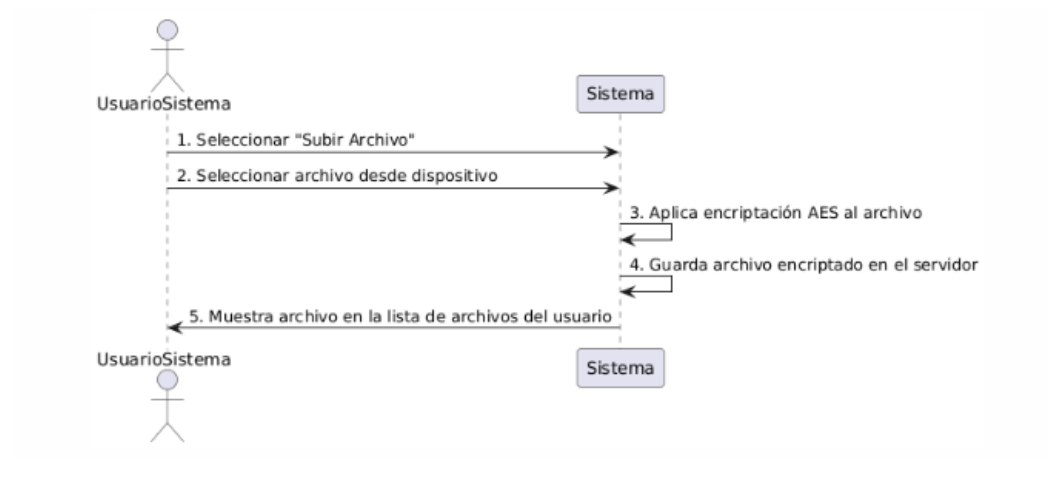 UsuarioSistema
Sistema
1. Seleccionar "Subir Archivo"
2. Seleccionar archivo desde dispositivo
3. Aplica encriptación AES al archivo
4. Guarda archivo encriptado en el servidor
5. Muestra archivo en la lista de archivos del usuario
UsuarioSistema
Sistema